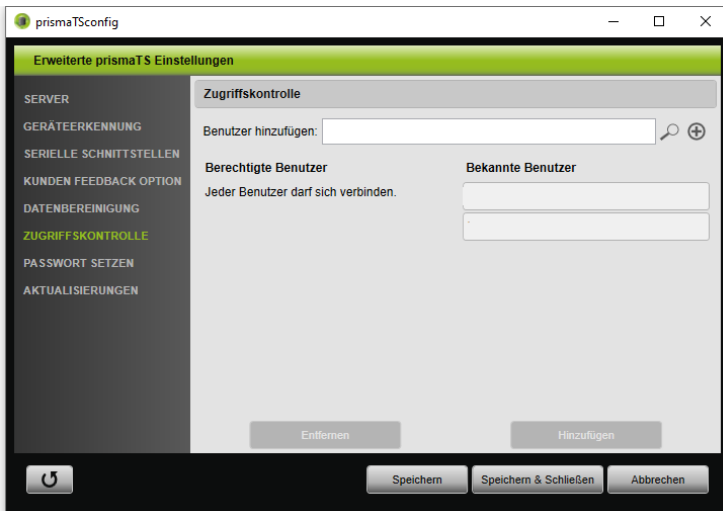 prismaTSconfig
Erweiterte prismaTS Einstellungen
SERVER
GERÄTEERKENNUNG
SERIELLE SCHNITTSTELLEN
KUNDEN FEEDBACK OPTION
DATENBEREINIGUNG
ZUGRIFFSKONTROLLE
PASSWORT SETZEN
AKTUALISIERUNGEN
Zugriffskontrolle
Benutzer hinzufügen:
Berechtigte Benutzer
Jeder Benutzer darf sich verbinden.
Bekannte Benutzer
Entfernen
Hinzufügen
Speichern
Speichern & Schließen
Abbrechen